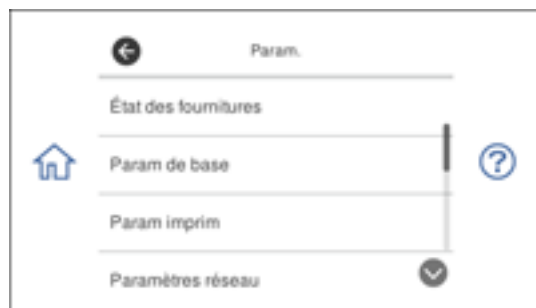 Param.
État des fournitures
Param de base
Param imprim
Paramètres réseau